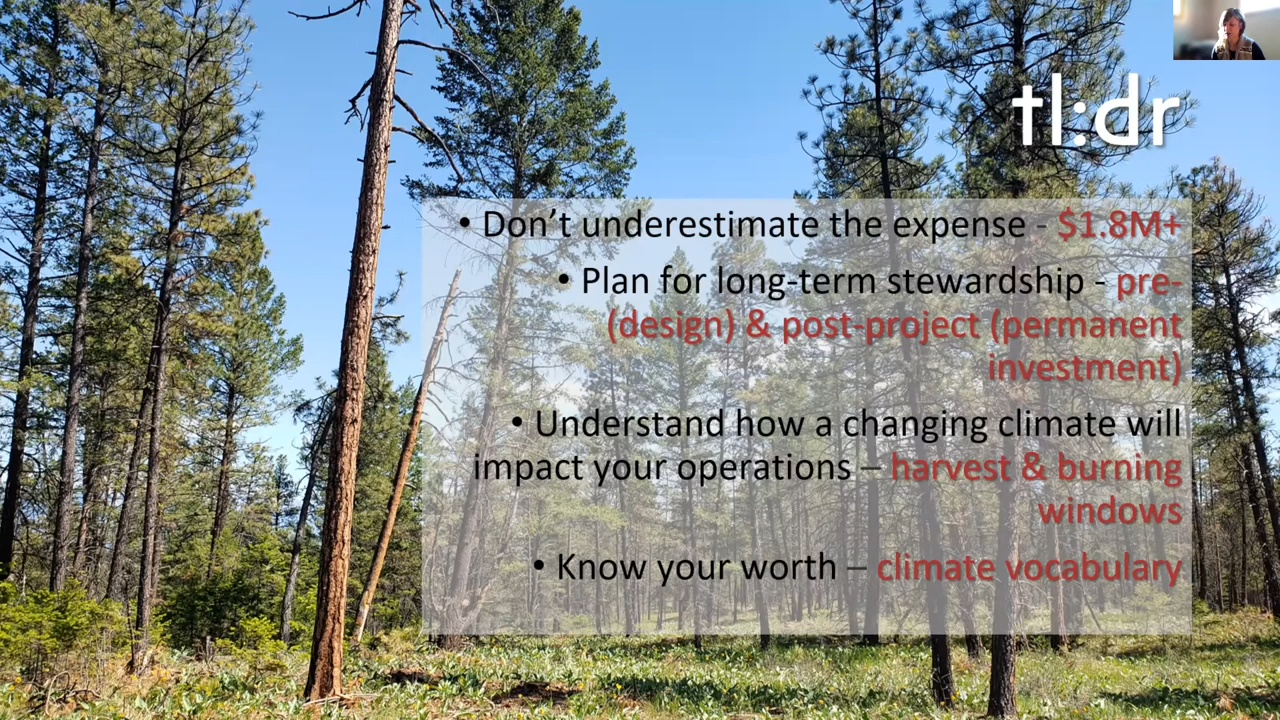 tl:dr
• Don’t underestimate the expense - $1.8M+
• Plan for long-term stewardship - pre-
(design) & post-project (permanent
investment)
• Understand how a changing climate will
impact your operations – harvest & burning
windows
• Know your worth – climate vocabulary